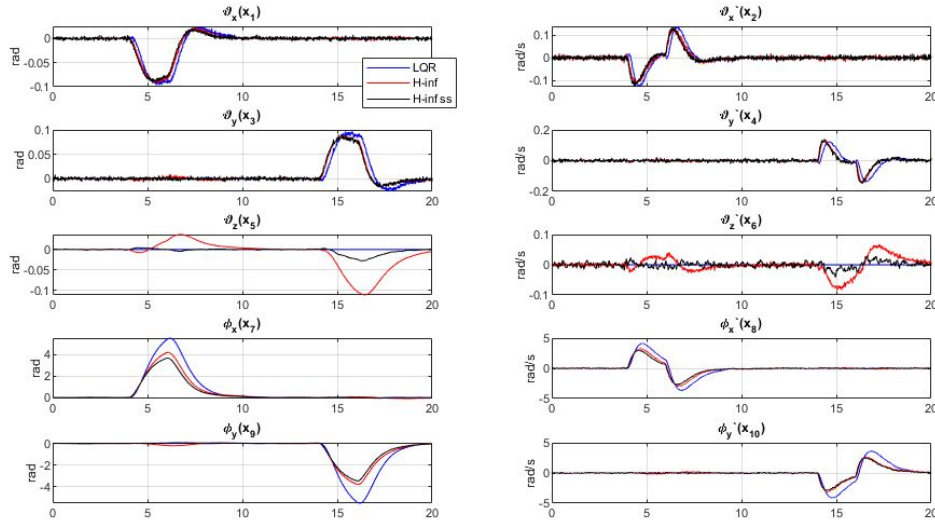 ϑx(x1)
rad
0
-0.05
-0.1
0 5 10 15 20
LQR
H-inf
H-inf ss
ϑx`(x2)
rad/s
0.1
0
-0.1
0 5 10 15 20
ϑy(x3)
rad
0.1
0.05
0
0 5 10 15 20
ϑy`(x4)
rad/s
0.2
0
-0.2
0 5 10 15 20
ϑz(x5)
rad
0
-0.05
-0.1
0 5 10 15 20
ϑz`(x6)
rad/s
0.1
0
-0.1
0 5 10 15 20
ϕx(x7)
rad
4
2
0
0 5 10 15 20
ϕx`(x8)
rad/s
5
0
-5
0 5 10 15 20
ϕy(x9)
rad
0
-2
-4
0 5 10 15 20
ϕy`(x10)
rad/s
5
0
-5
0 5 10 15 20